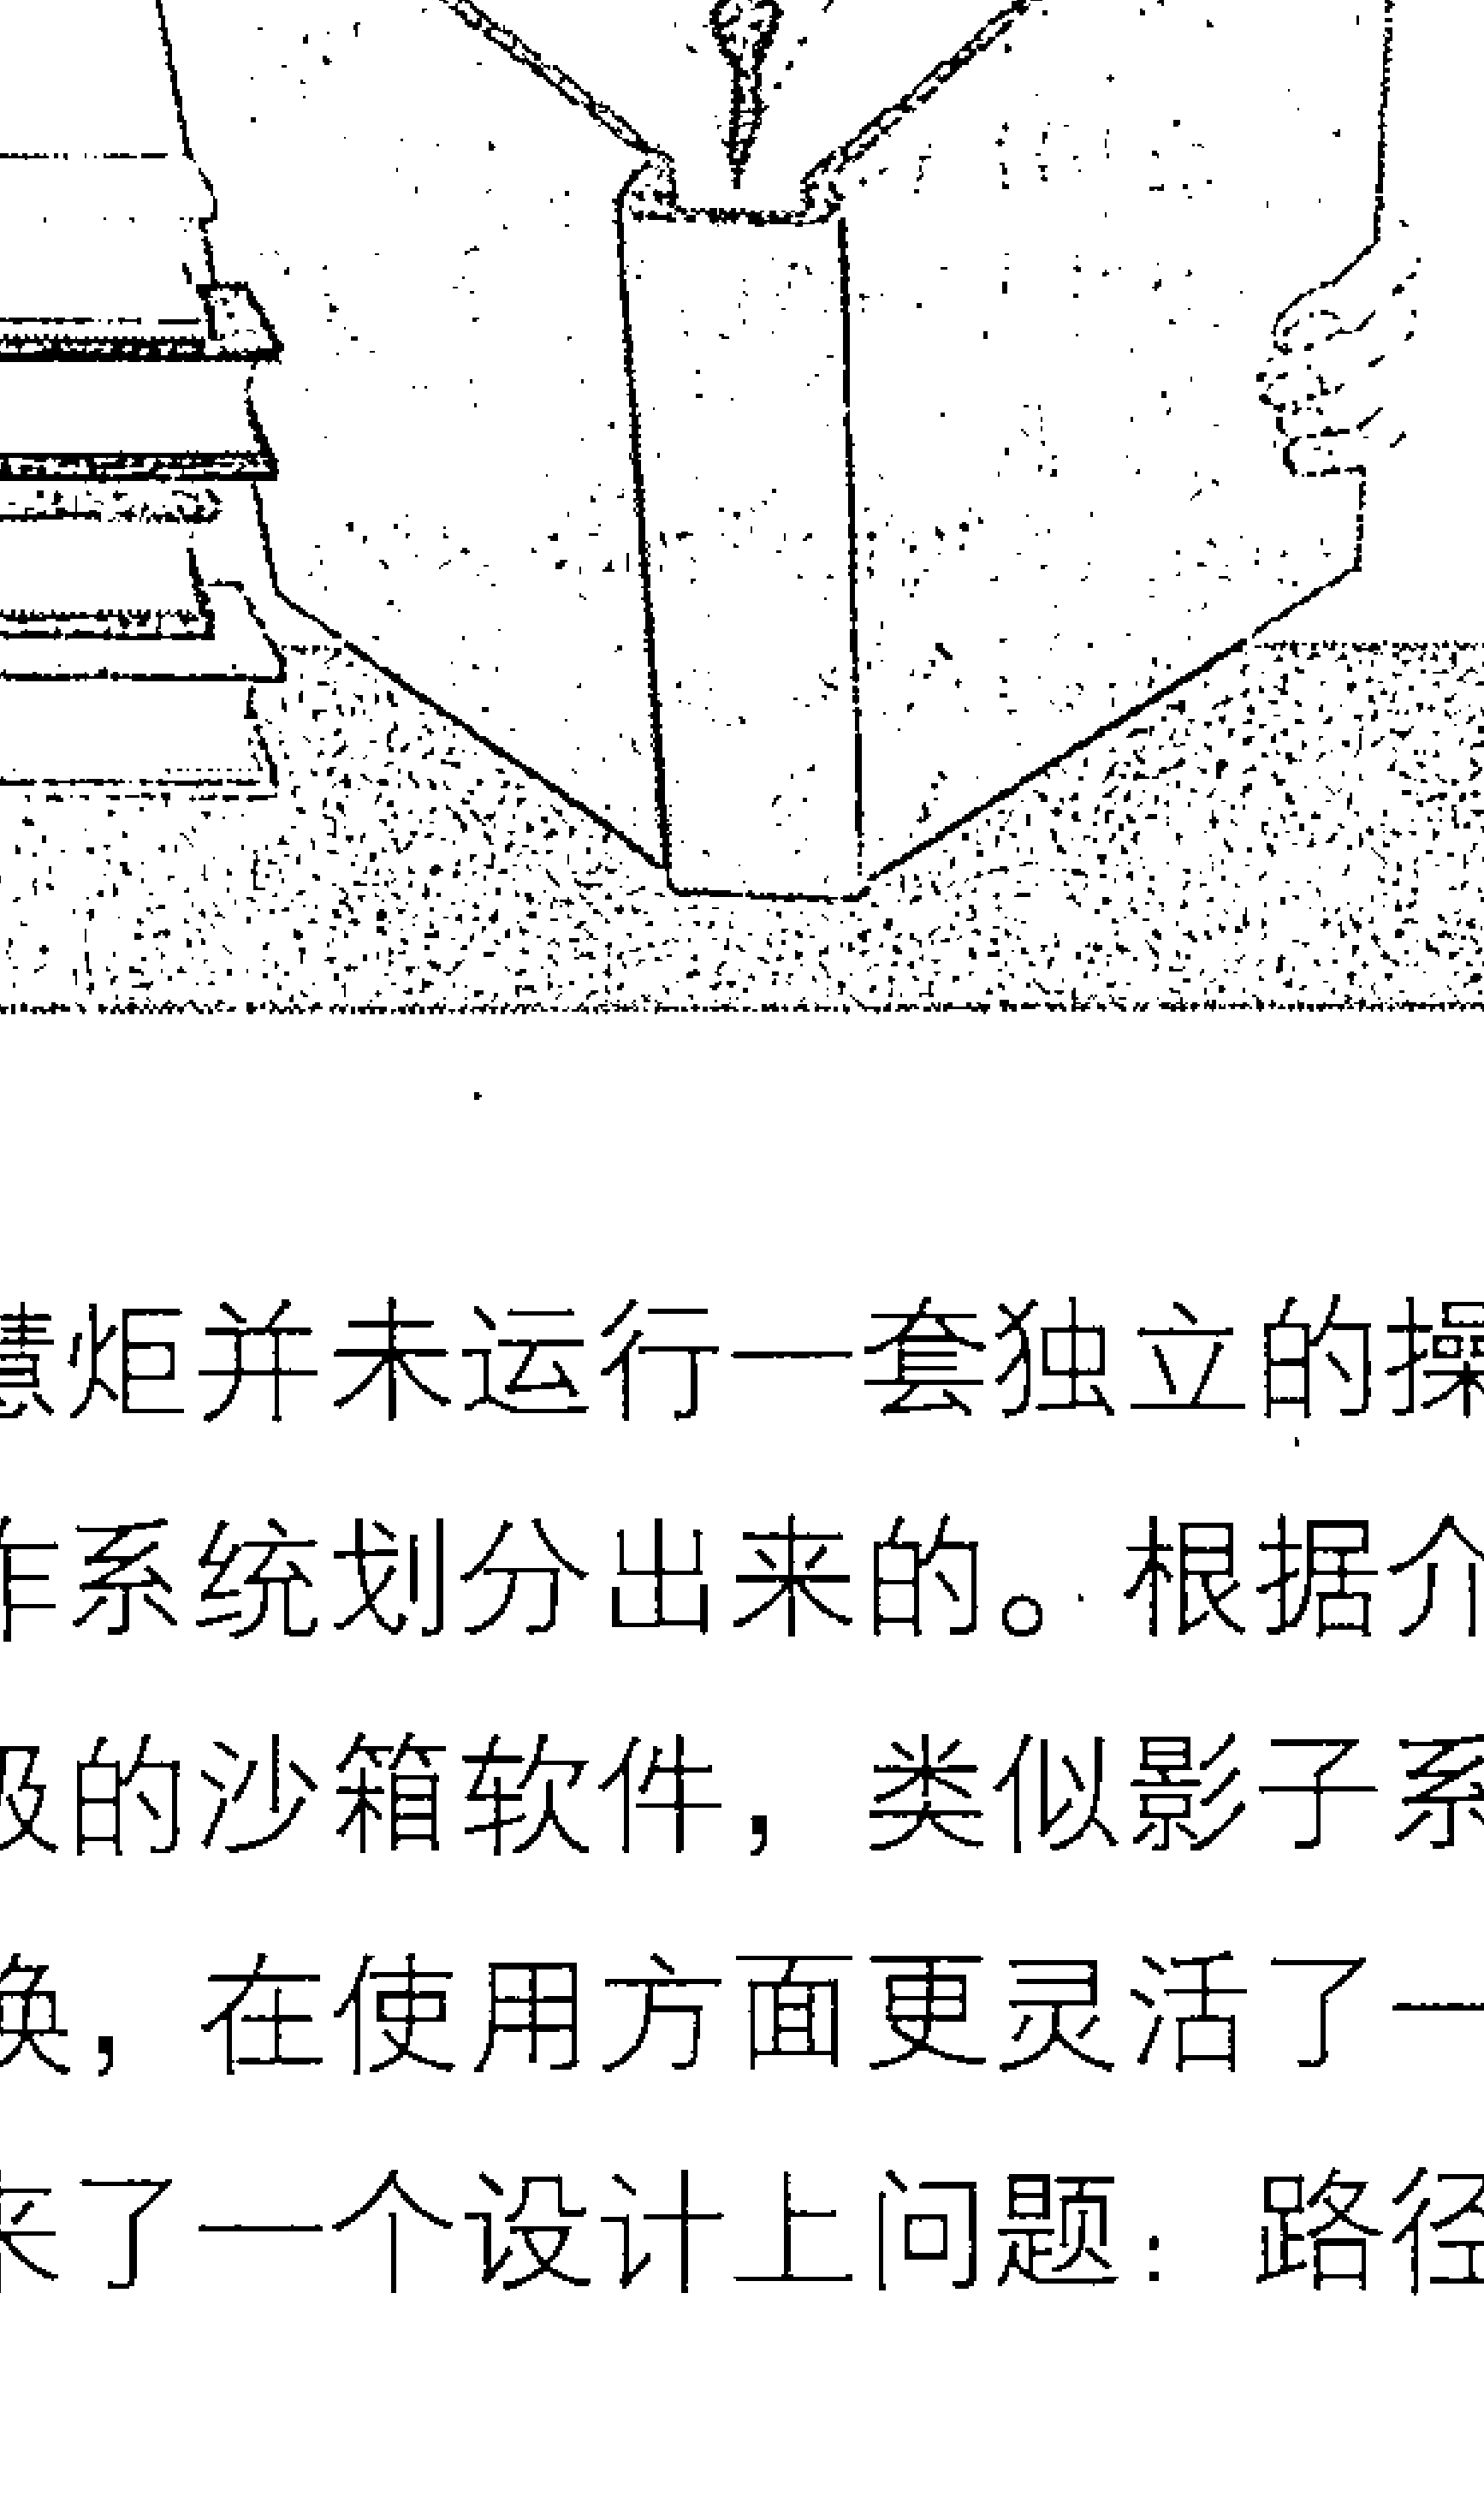 慧炬并未运行一套独立的操
作系统划分出来的。根据介
级的沙箱软件，类似影子系
换，在使用方面更灵活了一
来了一个设计上问题：路径